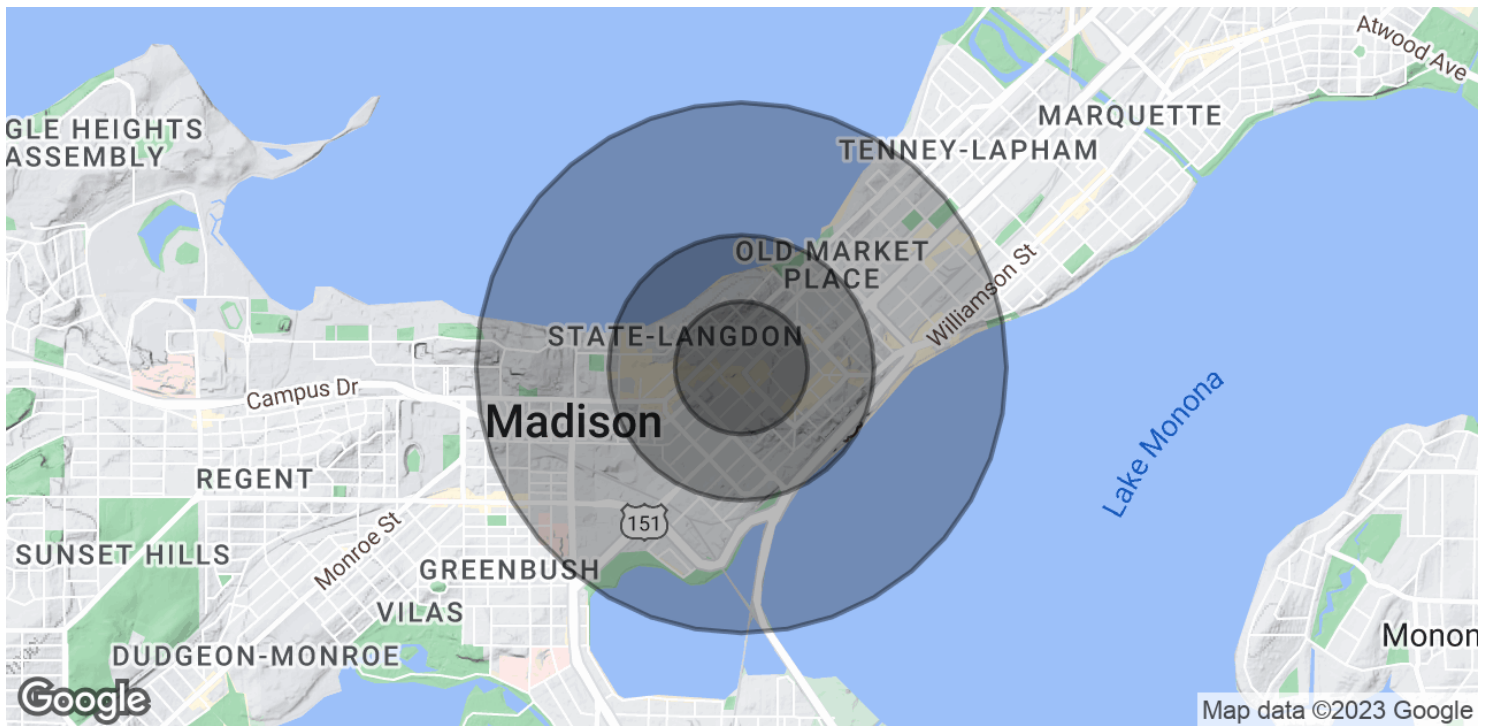 Atwood Ave
MARQUETTE
GLE HEIGHTS
ASSEMBLY
TENNEY-LAPHAM
OLD MARKET
PLACE
Williamson St
STATE-LANGDON
Campus Dr
Madison
Lake Monona
REGENT
151
Monroe St
SUNSET HILLS
GREENBUSH
VILAS
Monon
DUDGEON-MONROE
Google
Map data ©2023 Google